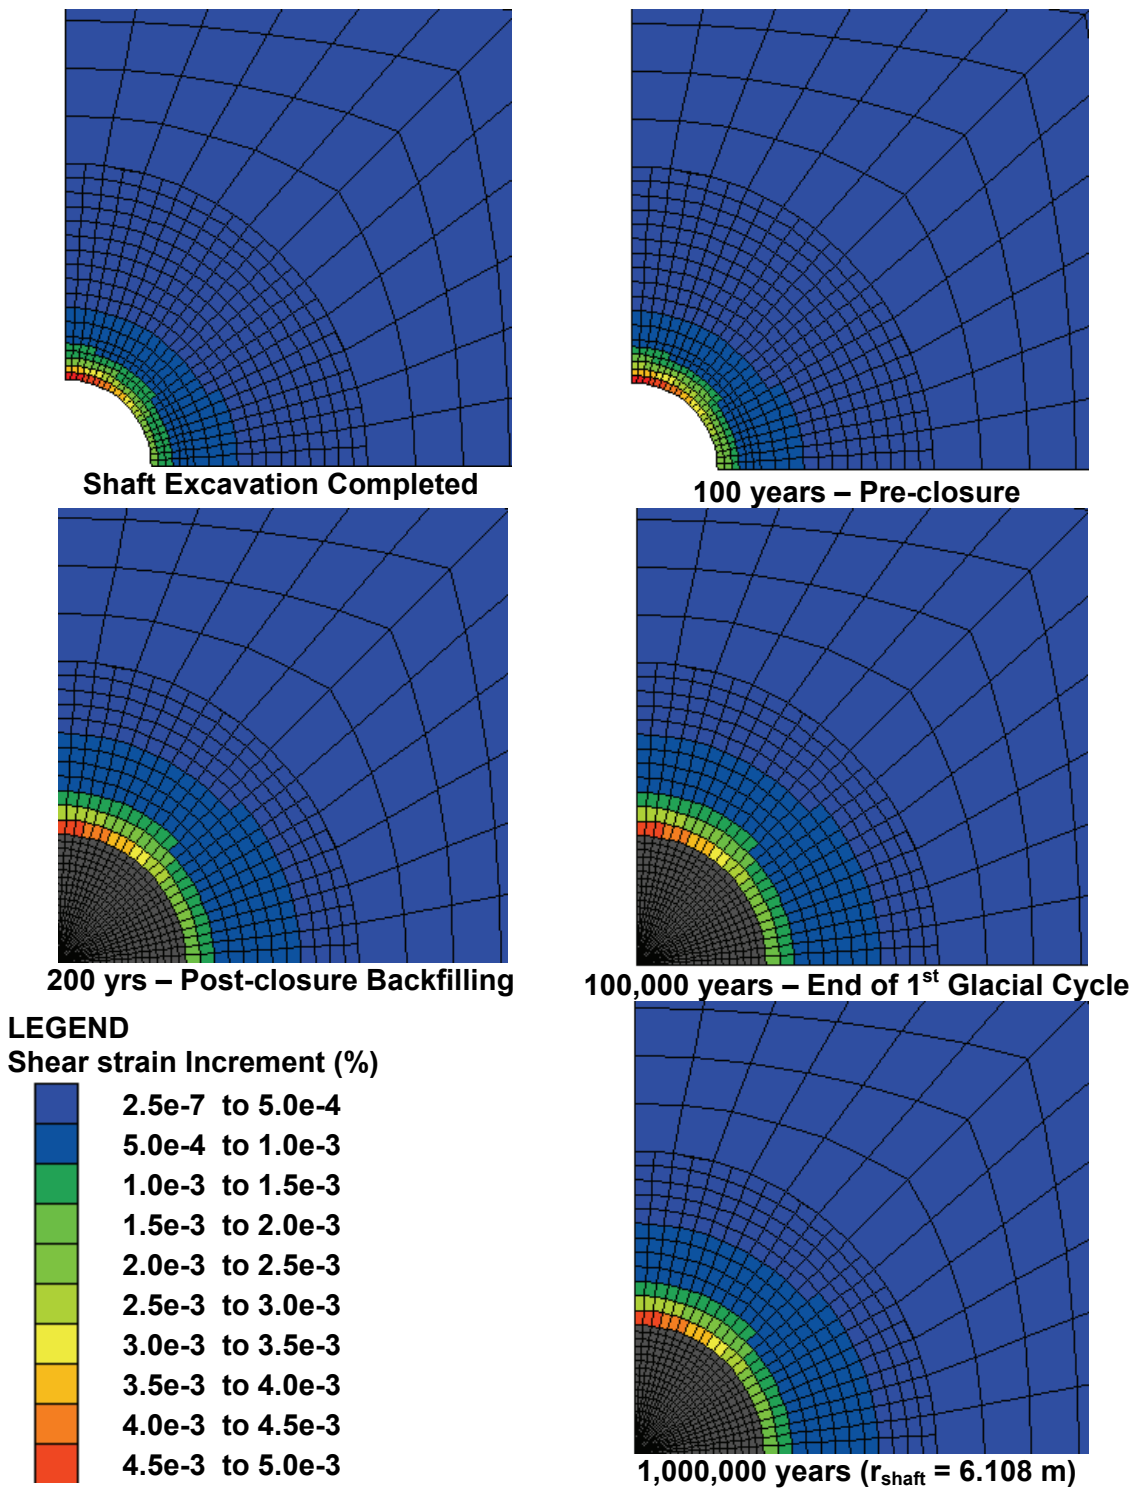 Shaft Excavation Completed
100 years – Pre-closure
200 yrs – Post-closure Backfilling
100,000 years – End of 1st Glacial Cycle
LEGEND
Shear strain Increment (%)
2.5e-7 to 5.0e-4
5.0e-4 to 1.0e-3
1.0e-3 to 1.5e-3
1.5e-3 to 2.0e-3
2.0e-3 to 2.5e-3
2.5e-3 to 3.0e-3
3.0e-3 to 3.5e-3
3.5e-3 to 4.0e-3
4.0e-3 to 4.5e-3
4.5e-3 to 5.0e-3
1,000,000 years (rshaft = 6.108 m)